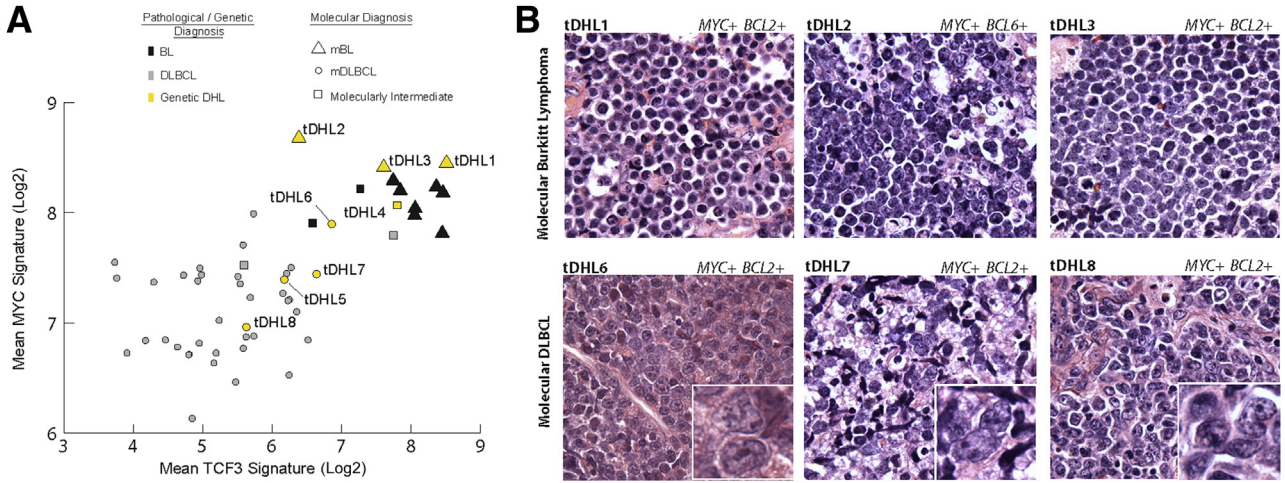 A
Pathological / Genetic
Diagnosis
BL
DLBCL
Genetic DHL
Molecular Diagnosis
mBL
mDLBCL
Molecularly Intermediate
9
8
7
6
Mean MYC Signature (Log2)
tDHL2
tDHL3
tDHL1
tDHL6
tDHL4
tDHL7
tDHL5
tDHL8
3 4 5 6 7 8 9
Mean TCF3 Signature (Log2)
B
Molecular Burkitt Lymphoma
tDHL1 MYC+ BCL2+
tDHL2 MYC+ BCL6+
tDHL3 MYC+ BCL2+
Molecular DLBCL
tDHL6 MYC+ BCL2+
tDHL7 MYC+ BCL2+
tDHL8 MYC+ BCL2+